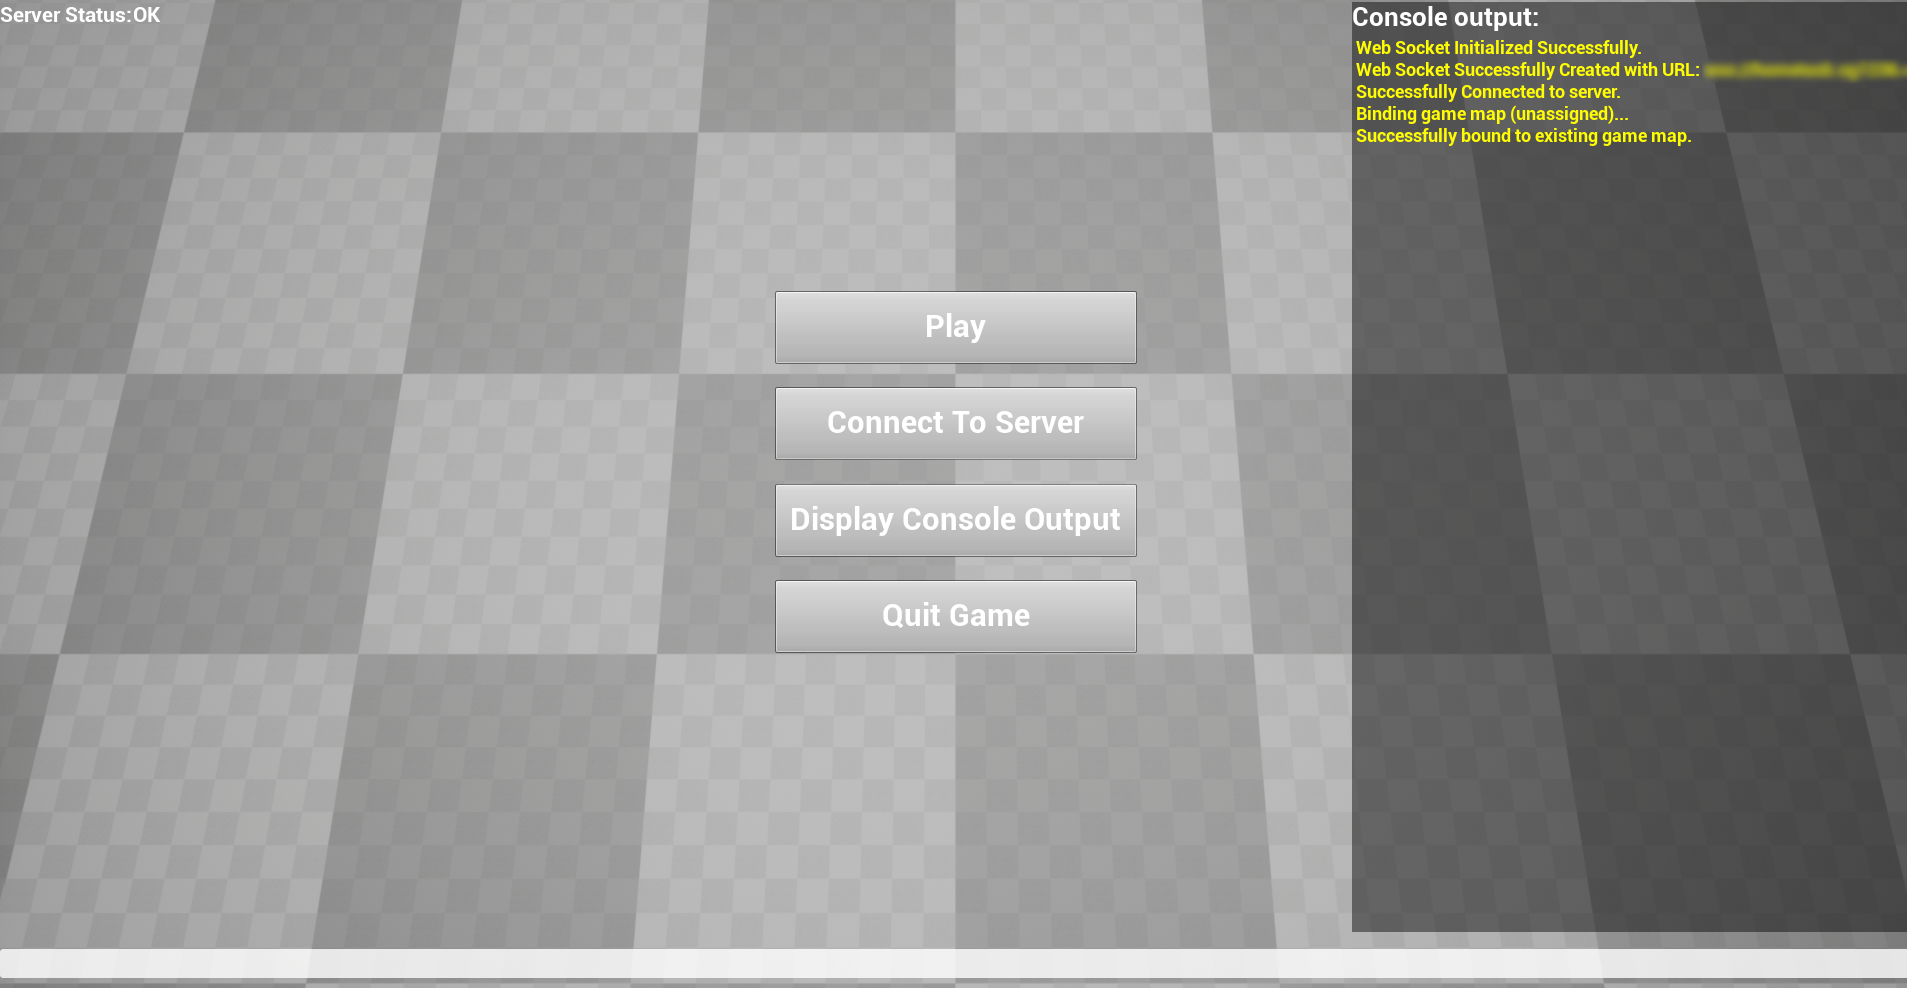 Server Status:OK
Console output:
Web Socket Initialized Successfully.
Web Socket Successfully Created with URL:
Successfully Connected to server.
Binding game map (unassigned)...
Successfully bound to existing game map.
Play
Connect To Server
Display Console Output
Quit Game